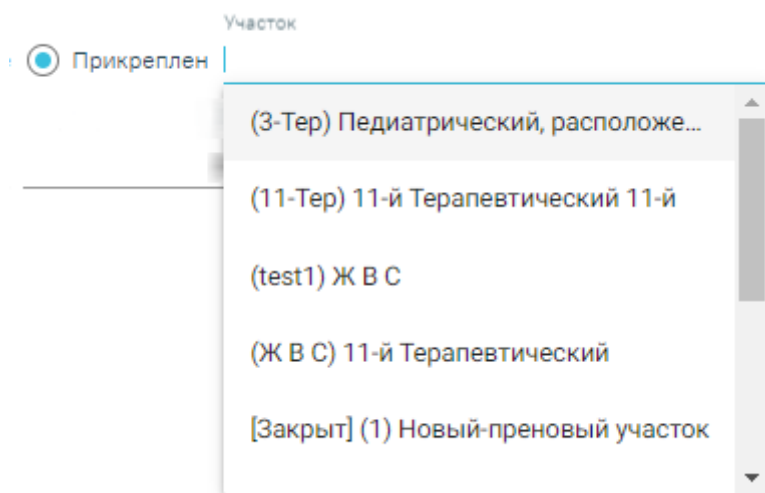 Участок
Прикреплен
(3-Тер) Педиатрический, расположе...
(11-Тер) 11-й Терапевтический 11-й
(test1) Ж В С
(Ж В С) 11-й Терапевтический
[Закрыт] (1) Новый-преновый участок